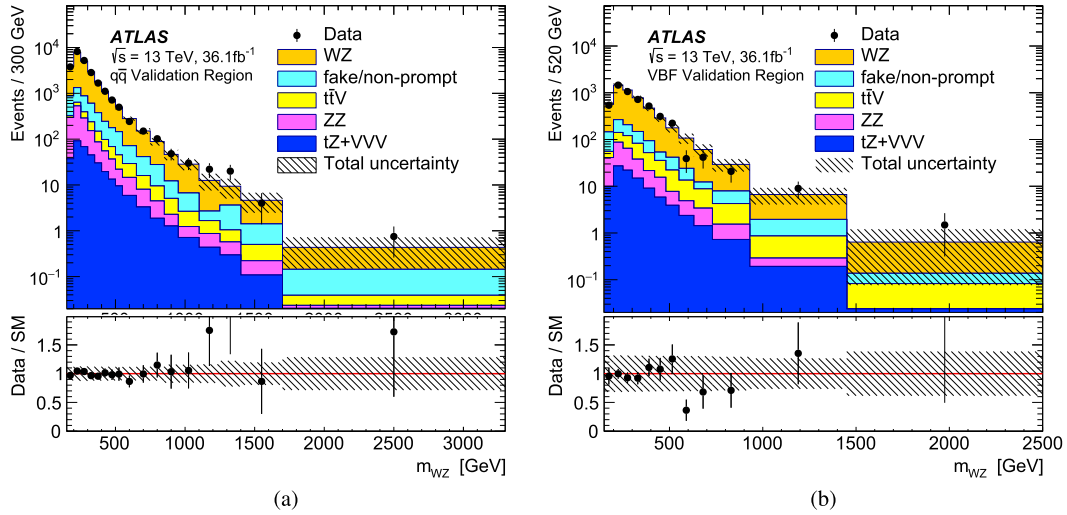 Events / 300 GeV
10⁴
10³
10²
10
1
10⁻¹
ATLAS
√s = 13 TeV, 36.1fb⁻¹
qq̄ Validation Region
Data
WZ
fake/non-prompt
tt̄V
ZZ
tZ+VVV
Total uncertainty
Data / SM
2
1.5
1
0.5
0
500 1000 1500 2000 2500 3000
m_WZ [GeV]
(a)
Events / 520 GeV
10⁴
10³
10²
10
1
10⁻¹
ATLAS
√s = 13 TeV, 36.1fb⁻¹
VBF Validation Region
Data
WZ
fake/non-prompt
tt̄V
ZZ
tZ+VVV
Total uncertainty
Data / SM
2
1.5
1
0.5
0
500 1000 1500 2000 2500
m_WZ [GeV]
(b)